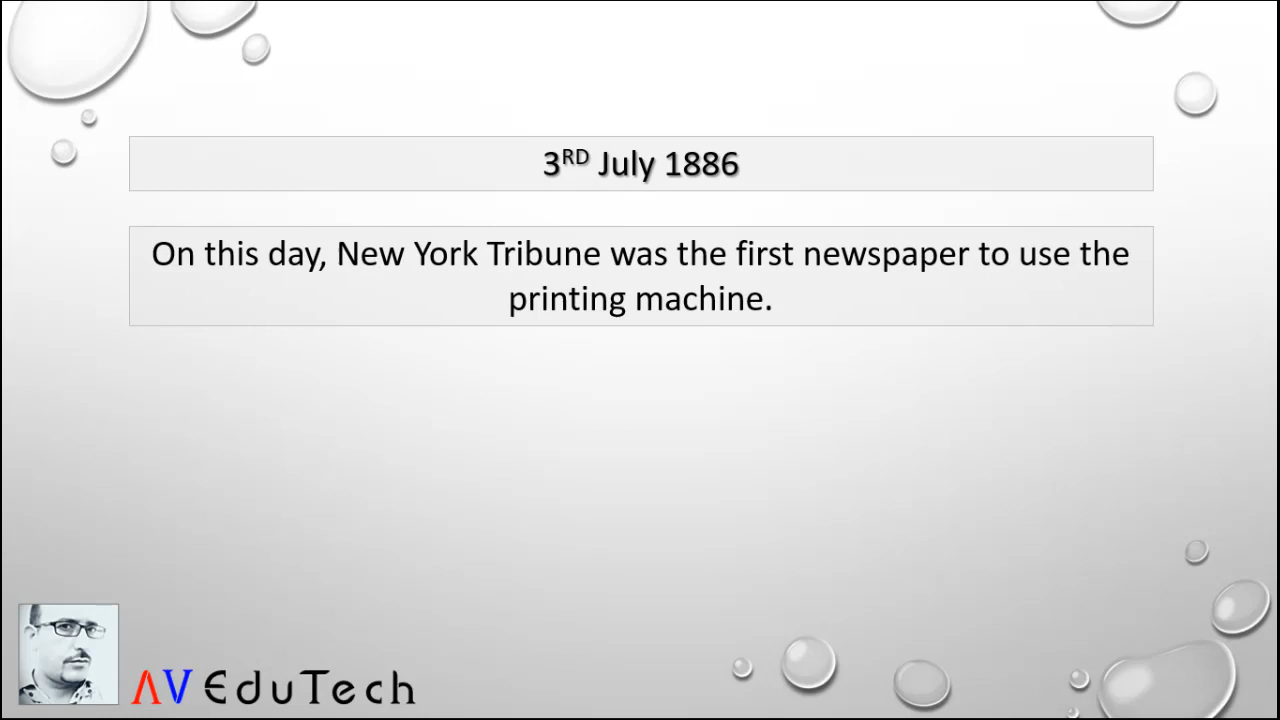 3RD July 1886
On this day, New York Tribune was the first newspaper to use the
printing machine.
AV EduTech